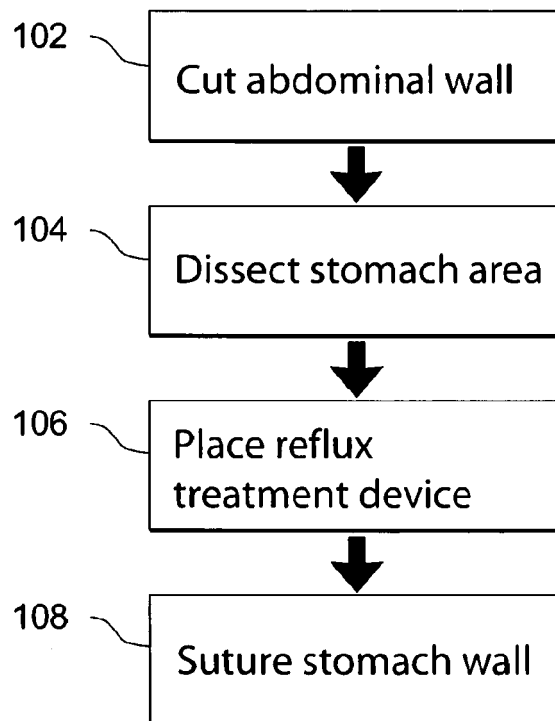 102
Cut abdominal wall
104
Dissect stomach area
106
Place reflux
treatment device
108
Suture stomach wall